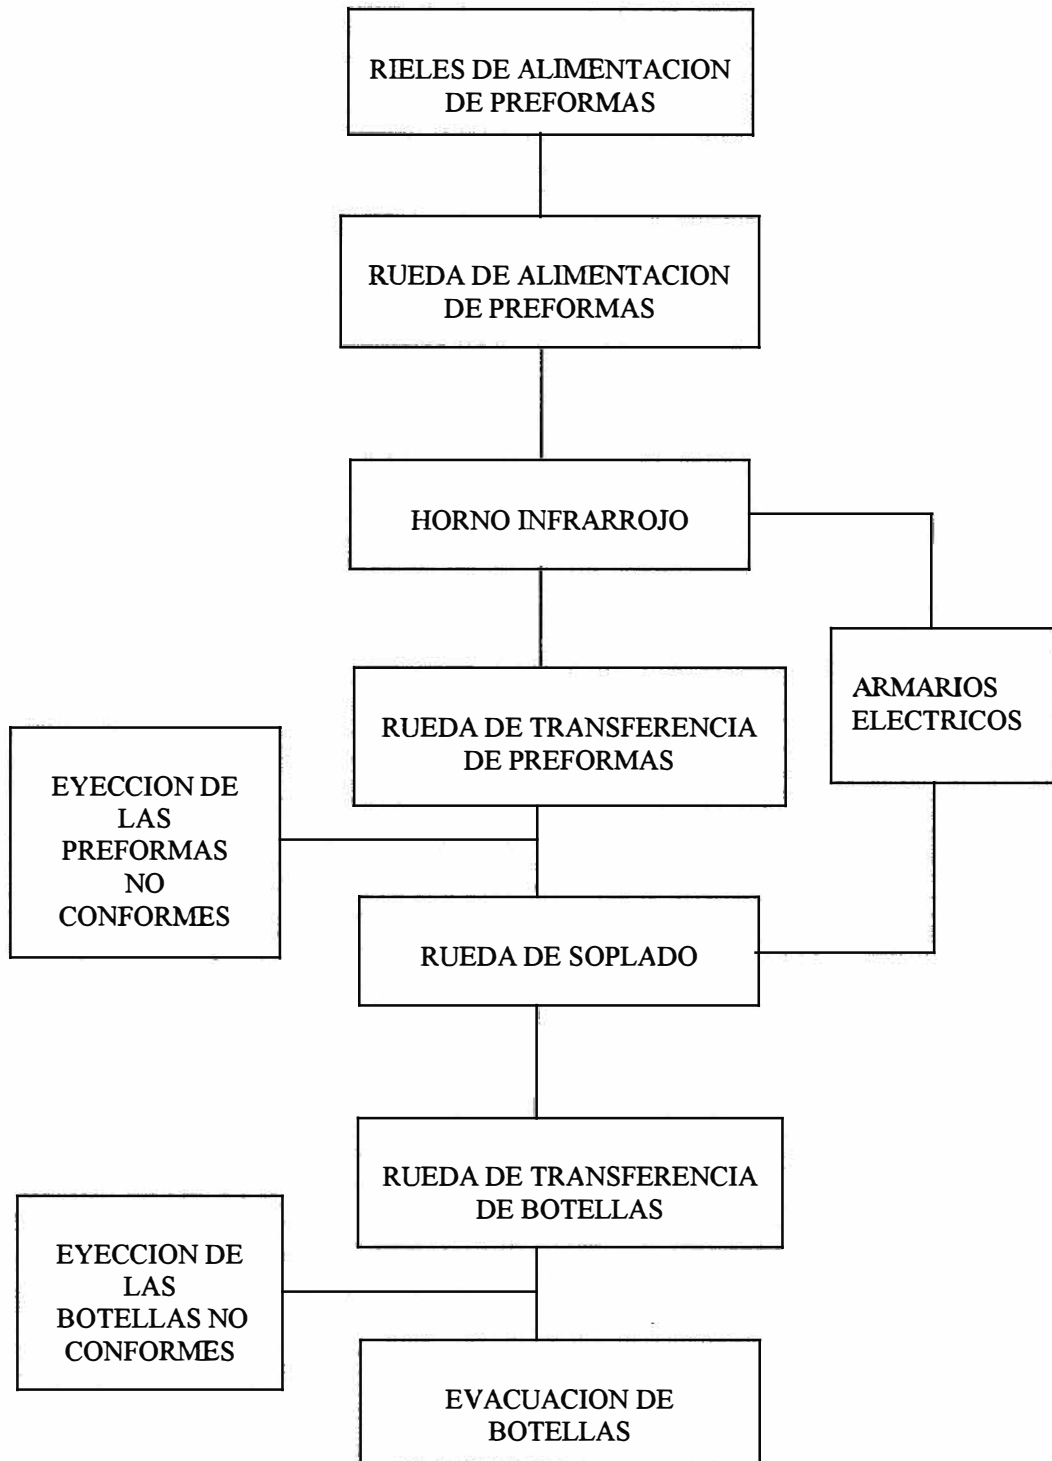 RIELES DE ALIMENTACION
DE PREFORMAS
RUEDA DE ALIMENTACION
DE PREFORMAS
HORNO INFRARROJO
ARMARIOS
ELECTRICOS
RUEDA DE TRANSFERENCIA
DE PREFORMAS
EYECCION DE
LAS
PREFORMAS
NO
CONFORMES
RUEDA DE SOPLADO
RUEDA DE TRANSFERENCIA
DE BOTELLAS
EYECCION DE
LAS
BOTELLAS NO
CONFORMES
EVACUACION DE
BOTELLAS